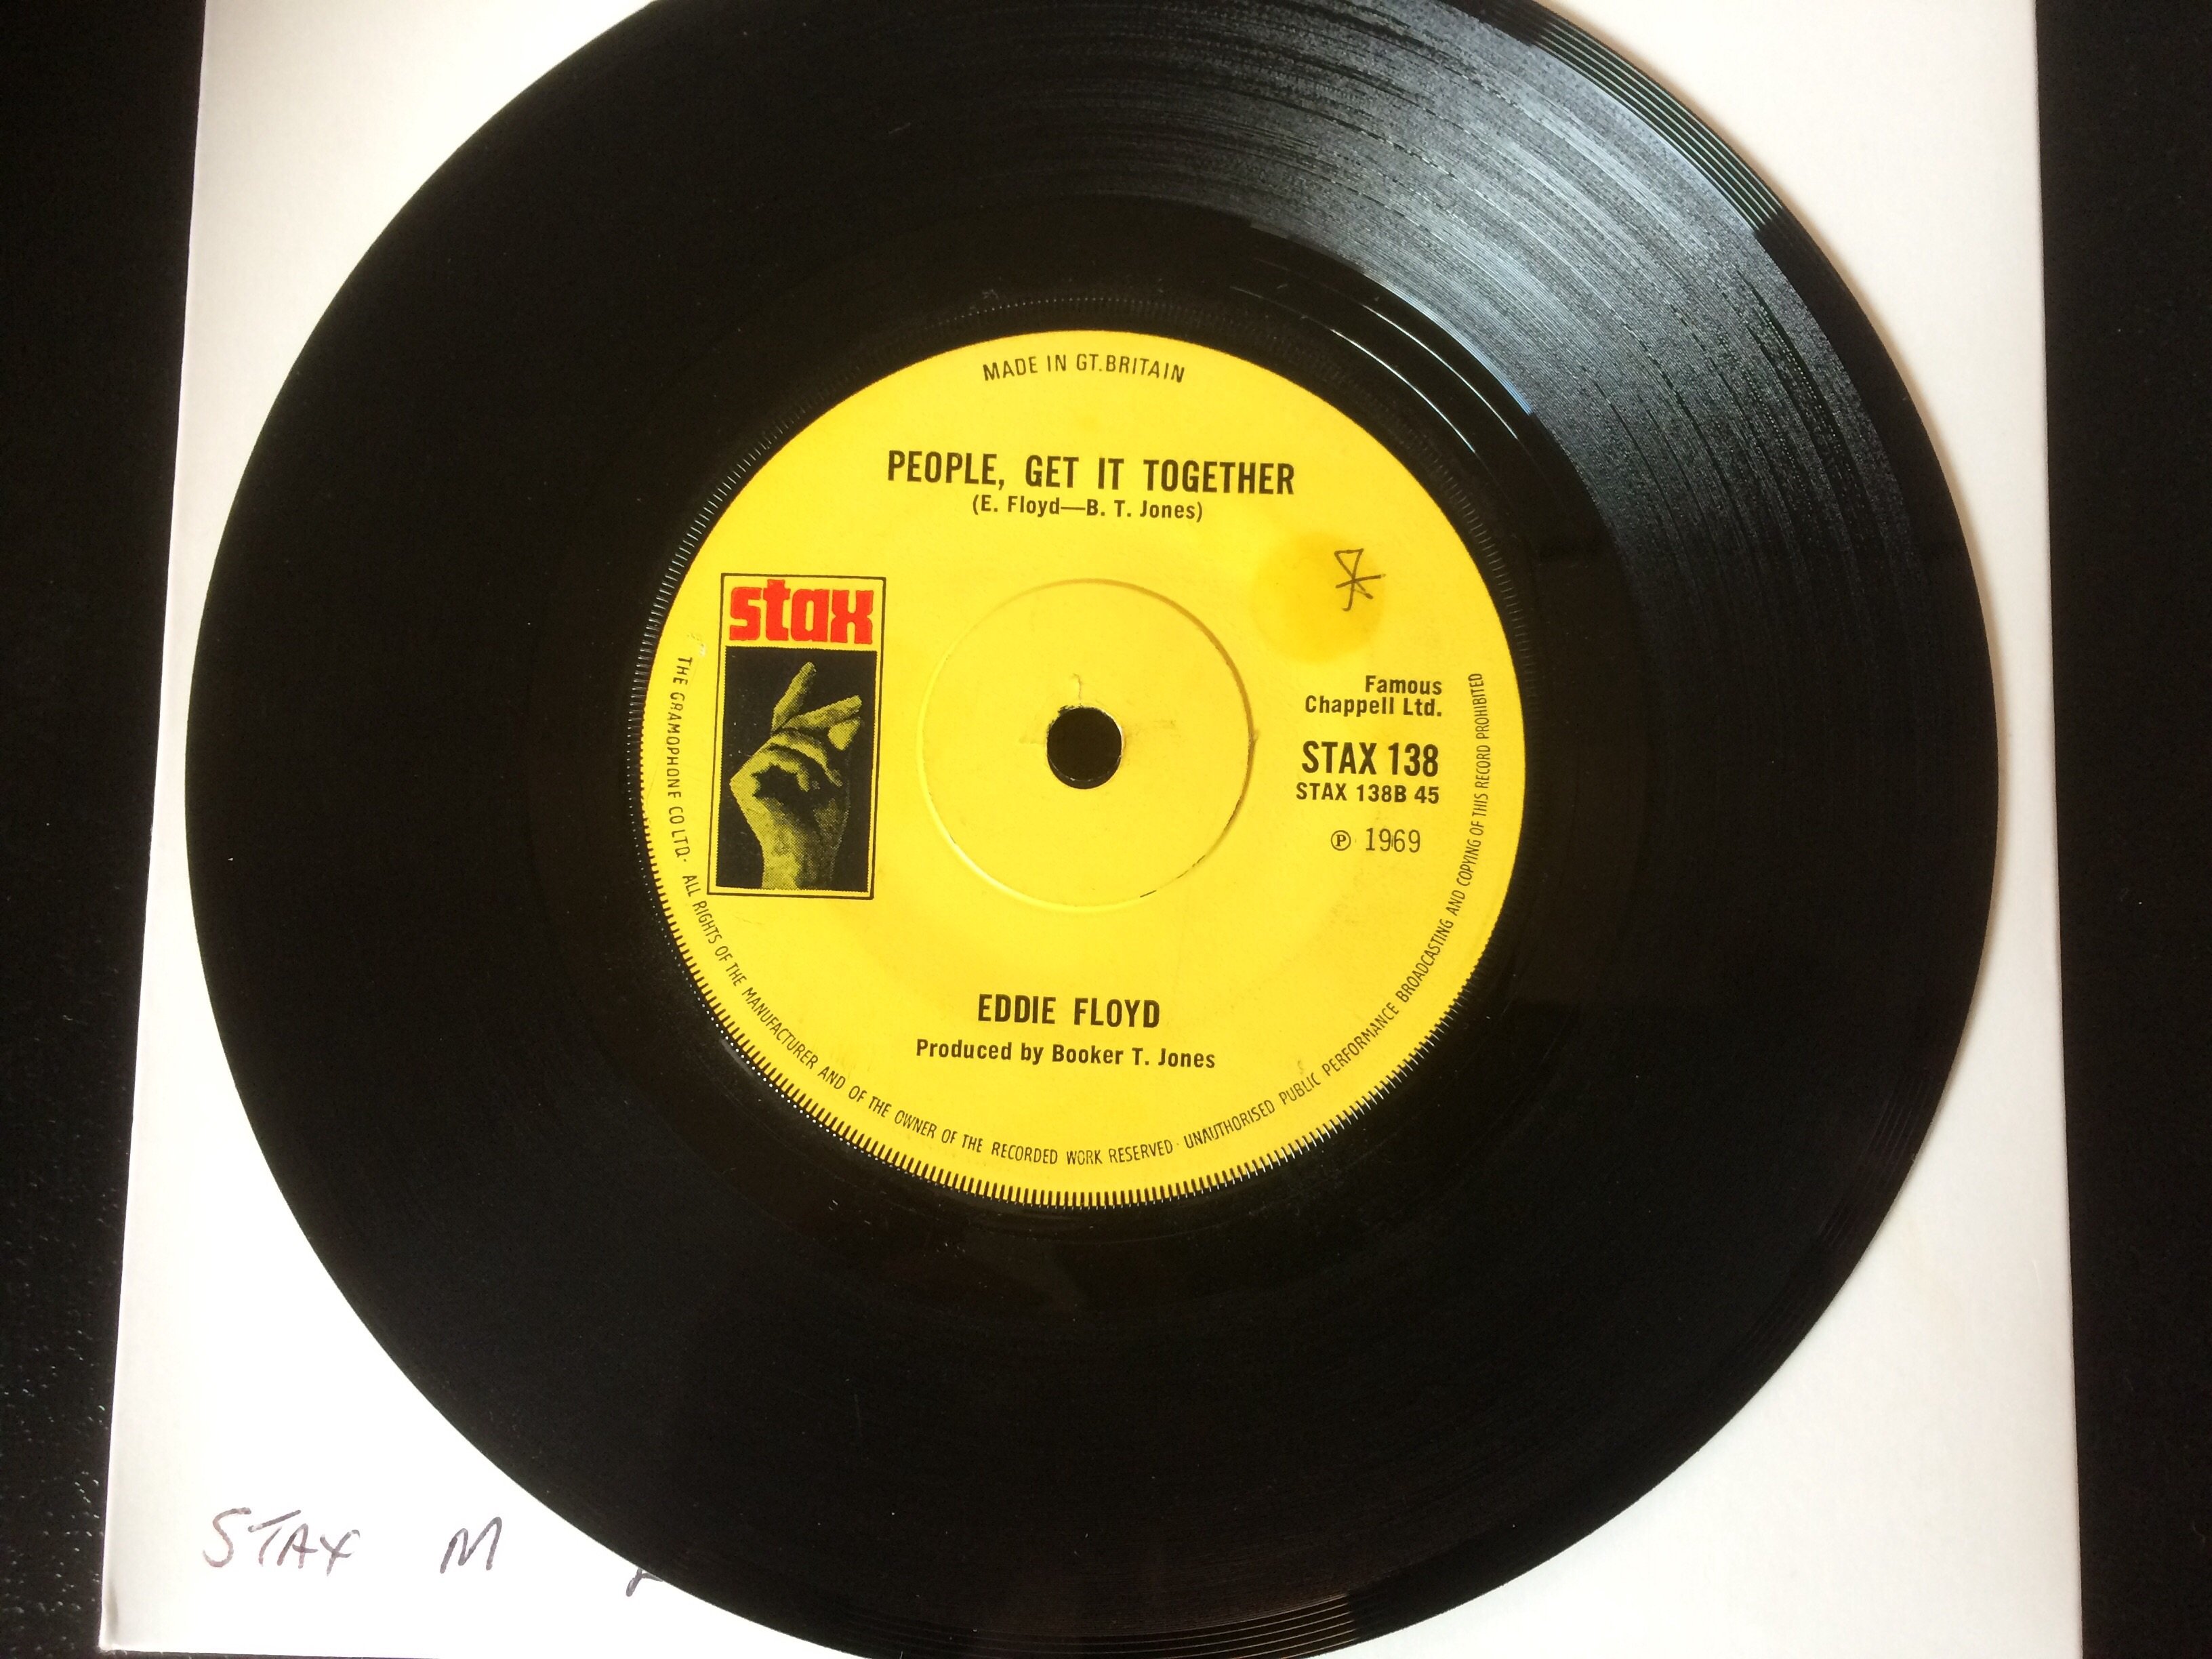 MADE IN GT.BRITAIN
PEOPLE, GET IT TOGETHER
(E. Floyd—B. T. Jones)
stax
Famous
Chappell Ltd.
STAX 138
STAX 138B 45
℗ 1969
EDDIE FLOYD
Produced by Booker T. Jones
THE GRAMOPHONE CO LTD· ALL RIGHTS OF THE MANUFACTURER AND OF THE OWNER OF THE RECORDED WORK RESERVED · UNAUTHORISED PUBLIC PERFORMANCE BROADCASTING AND COPYING OF THIS RECORD PROHIBITED
STAX M